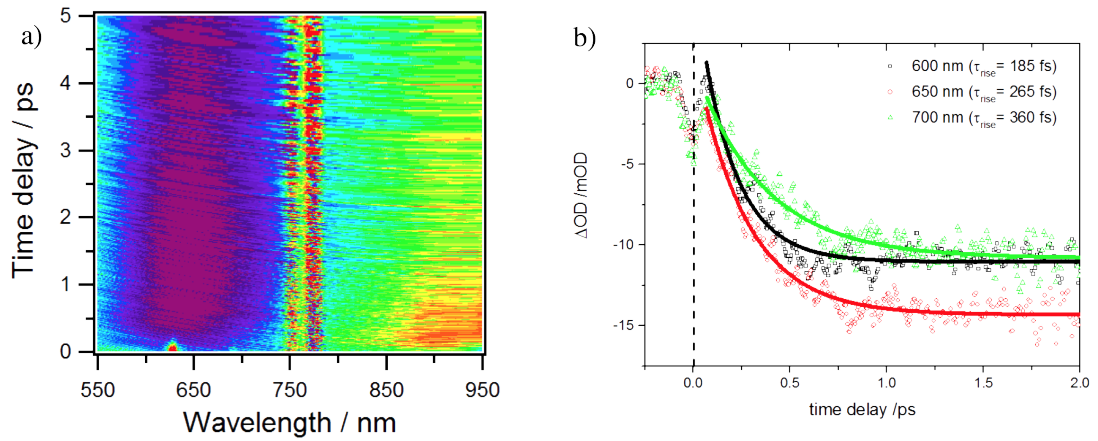 a)
5
4
3
2
1
0
Time delay / ps
550
650
750
850
950
Wavelength / nm
b)
600 nm (τrise= 185 fs)
650 nm (τrise= 265 fs)
700 nm (τrise= 360 fs)
0
-5
-10
-15
ΔOD /mOD
0.0
0.5
1.0
1.5
2.0
time delay /ps